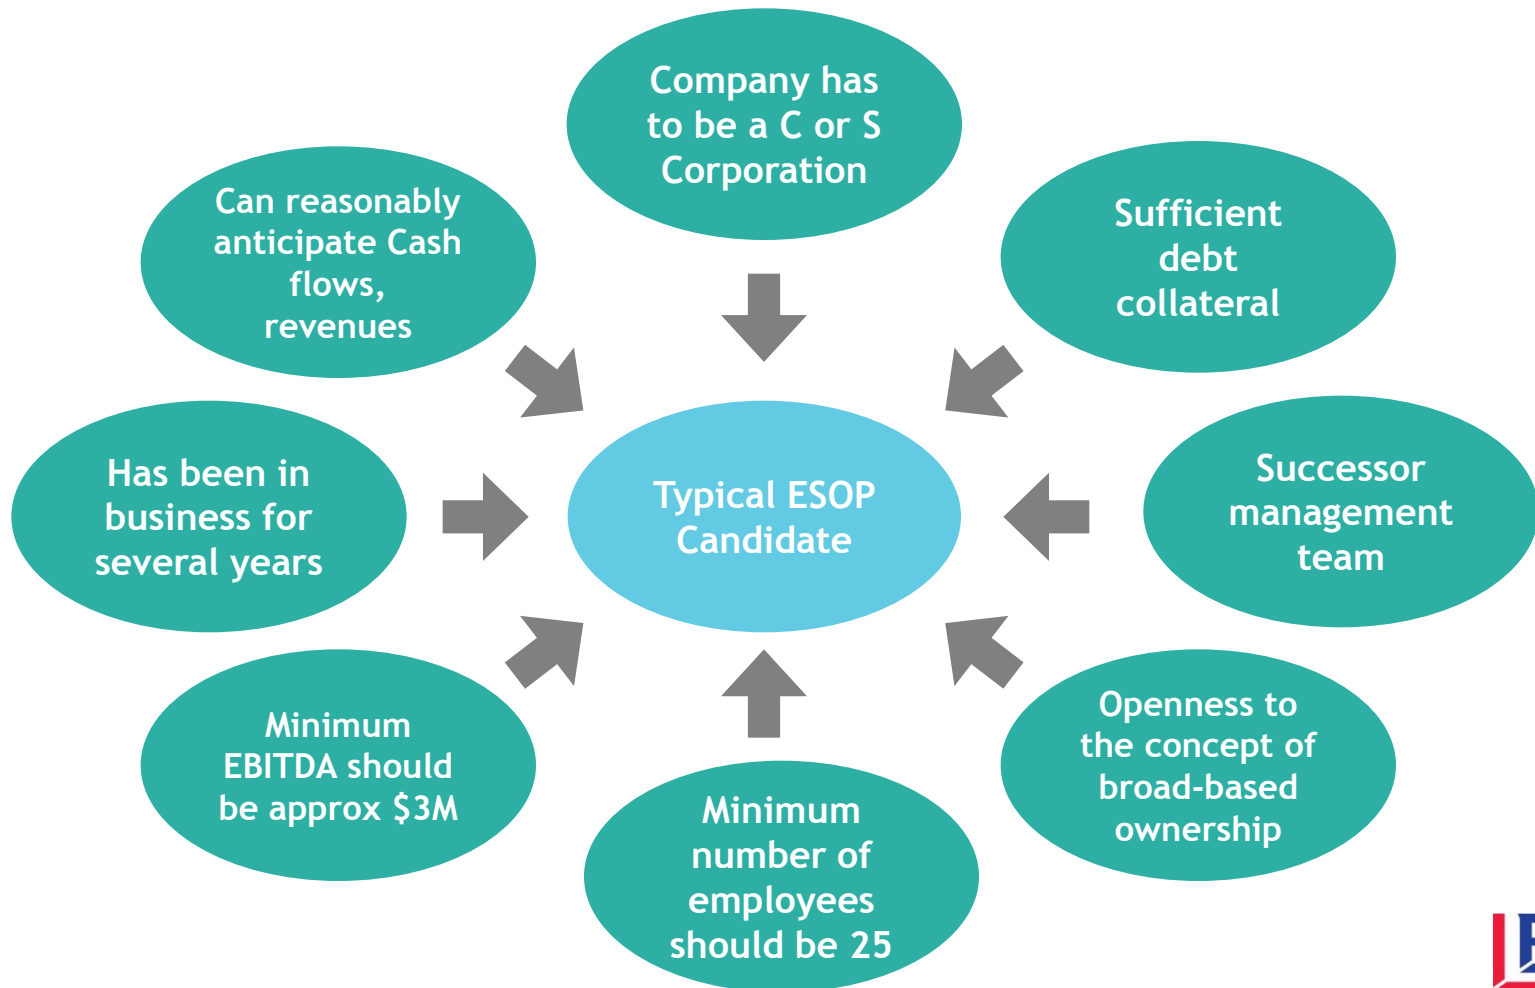 Company has
to be a C or S
Corporation
Sufficient
debt
collateral
Successor
management
team
Openness to
the concept of
broad-based
ownership
Minimum
number of
employees
should be 25
Minimum
EBITDA should
be approx $3M
Has been in
business for
several years
Can reasonably
anticipate Cash
flows,
revenues
Typical ESOP
Candidate